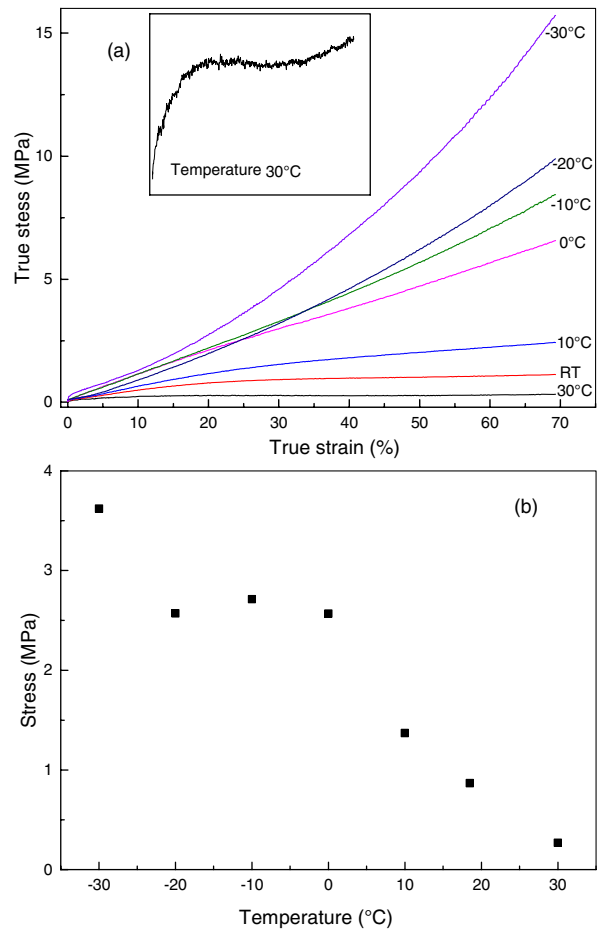 (a)
Temperature 30°C
True stess (MPa)
15
10
5
0
-30°C
-20°C
-10°C
0°C
10°C
RT
30°C
0 10 20 30 40 50 60 70
True strain (%)
(b)
Stress (MPa)
4
3
2
1
0
-30 -20 -10 0 10 20 30
Temperature (°C)